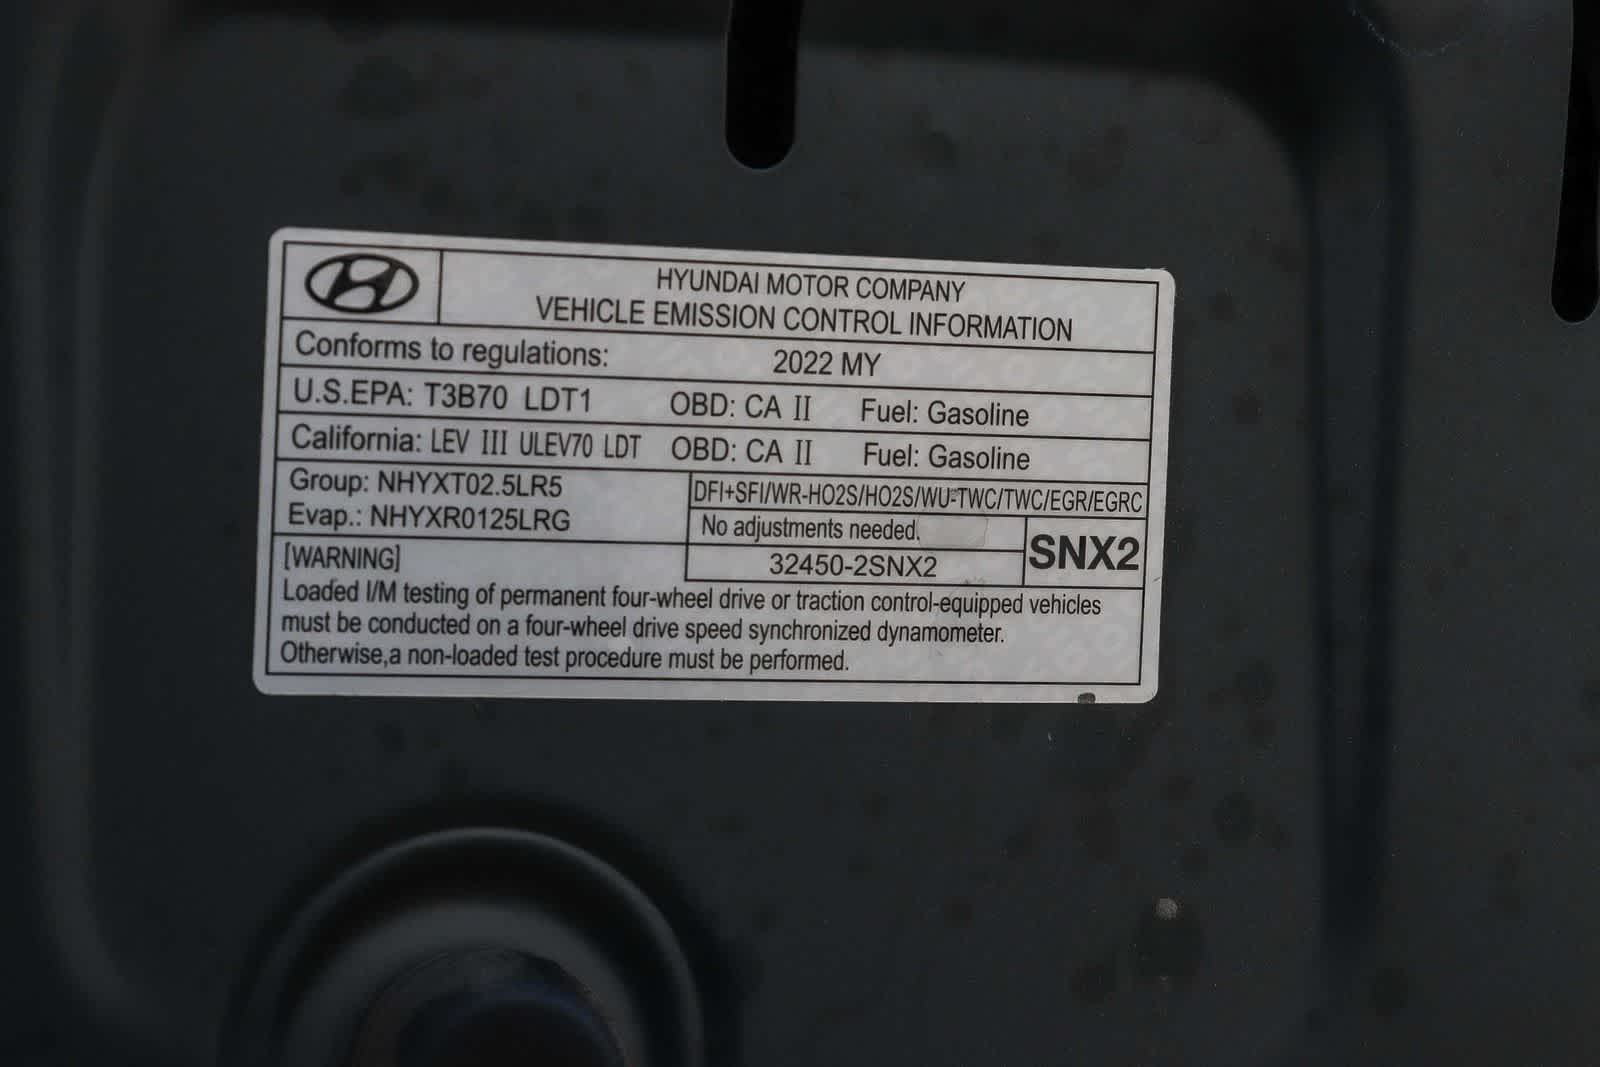 HYUNDAI MOTOR COMPANY
VEHICLE EMISSION CONTROL INFORMATION
Conforms to regulations: 2022 MY
U.S.EPA: T3B70 LDT1 OBD: CA II Fuel: Gasoline
California: LEV III ULEV70 LDT OBD: CA II Fuel: Gasoline
Group: NHYXT02.5LR5
Evap.: NHYXR0125LRG
DFI+SFI/WR-HO2S/HO2S/WU-TWC/TWC/EGR/EGRC
No adjustments needed.
32450-2SNX2
SNX2
[WARNING]
Loaded I/M testing of permanent four-wheel drive or traction control-equipped vehicles
must be conducted on a four-wheel drive speed synchronized dynamometer.
Otherwise,a non-loaded test procedure must be performed.